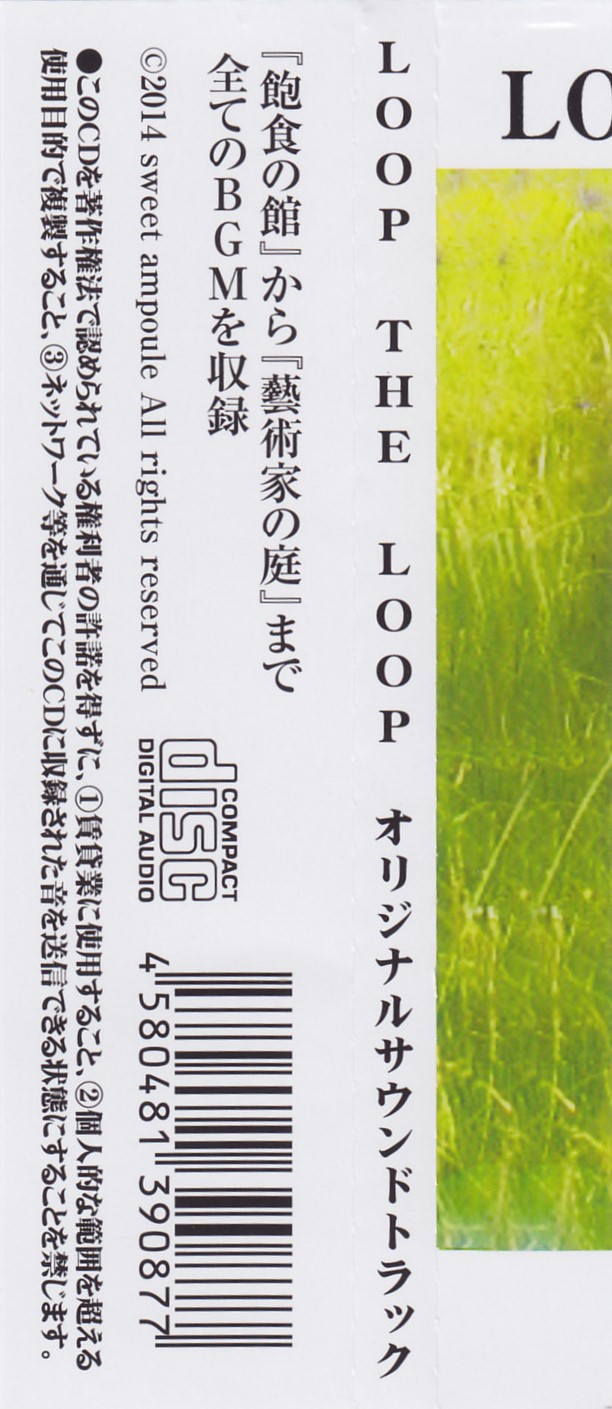 LO
LOOP THE LOOP オリジナルサウンドトラック
『飽食の館』から『藝術家の庭』まで
全てのBGMを収録
©2014 sweet ampoule All rights reserved
COMPACT
disc
DIGITAL AUDIO
4 580481 390877
●このCDを著作権法で認められている権利者の許諾を得ずに、①賃貸業に使用すること、②個人的な範囲を超える
使用目的で複製すること、③ネットワーク等を通じてこのCDに収録された音を送信できる状態にすることを禁じます。